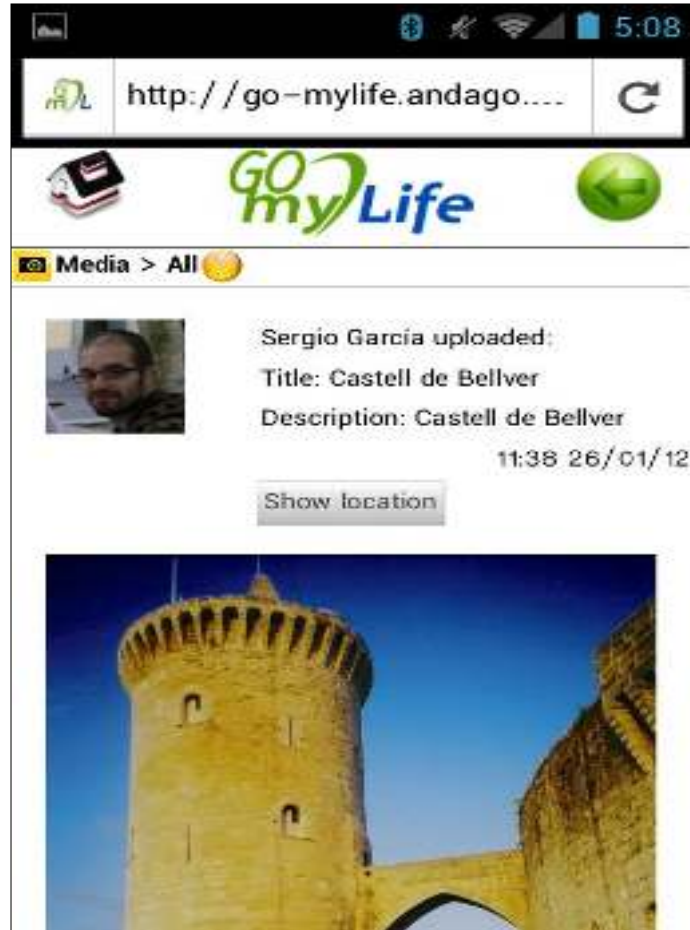 5:08
my L
http://go-mylife.andago....
GO
my Life
Media > All
Sergio García uploaded:
Title: Castell de Bellver
Description: Castell de Bellver
11:38 26/01/12
Show location